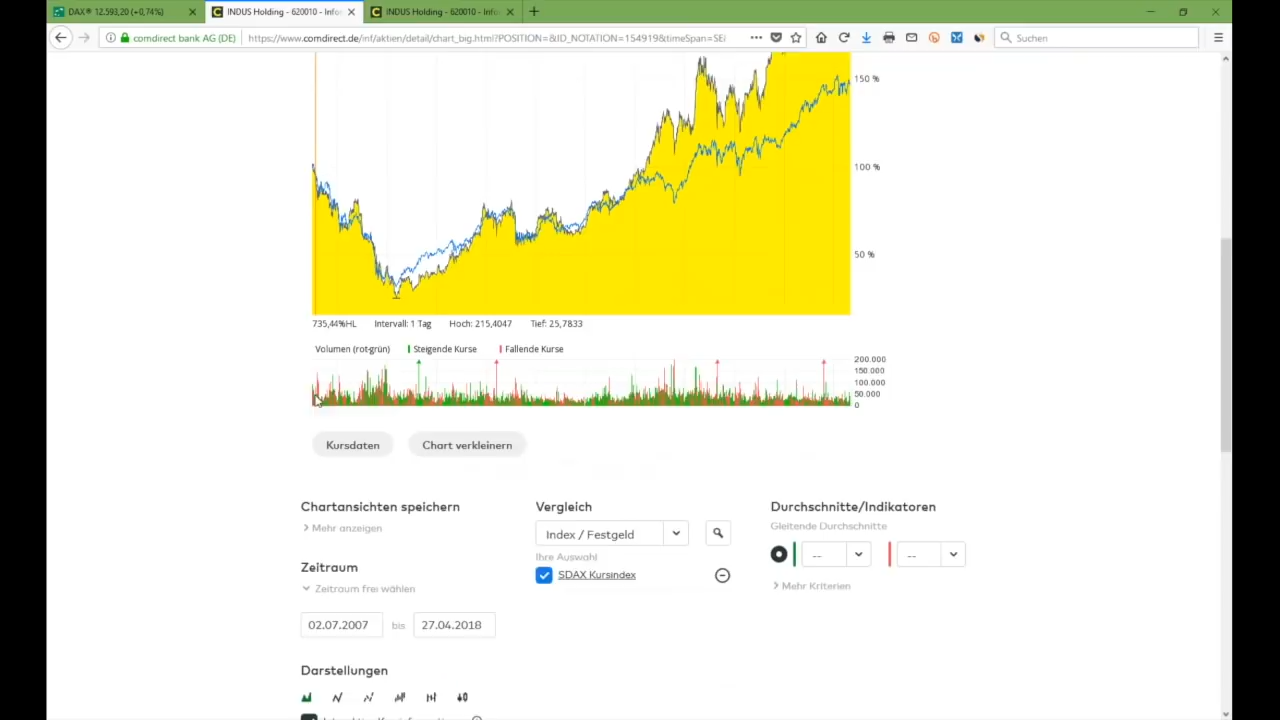 DAX® 12.593,20 (+0,74%)
INDUS Holding - 620010 - Info
INDUS Holding - 620010 - Info
comdirect bank AG (DE)
https://www.comdirect.de/inf/aktien/detail/chart_big.html?POSITION=&ID_NOTATION=154919&timeSpan=SE
Suchen
150 %
100 %
50 %
735,44%HL Intervall: 1 Tag Hoch: 215,4047 Tief: 25,7833
Volumen (rot-grün) Steigende Kurse Fallende Kurse
200.000
150.000
100.000
50.000
0
Kursdaten Chart verkleinern
Chartansichten speichern
Mehr anzeigen
Zeitraum
Zeitraum frei wählen
02.07.2007 bis 27.04.2018
Darstellungen
Vergleich
Index / Festgeld
Ihre Auswahl
SDAX Kursindex
Durchschnitte/Indikatoren
Gleitende Durchschnitte
-- --
Mehr Kriterien